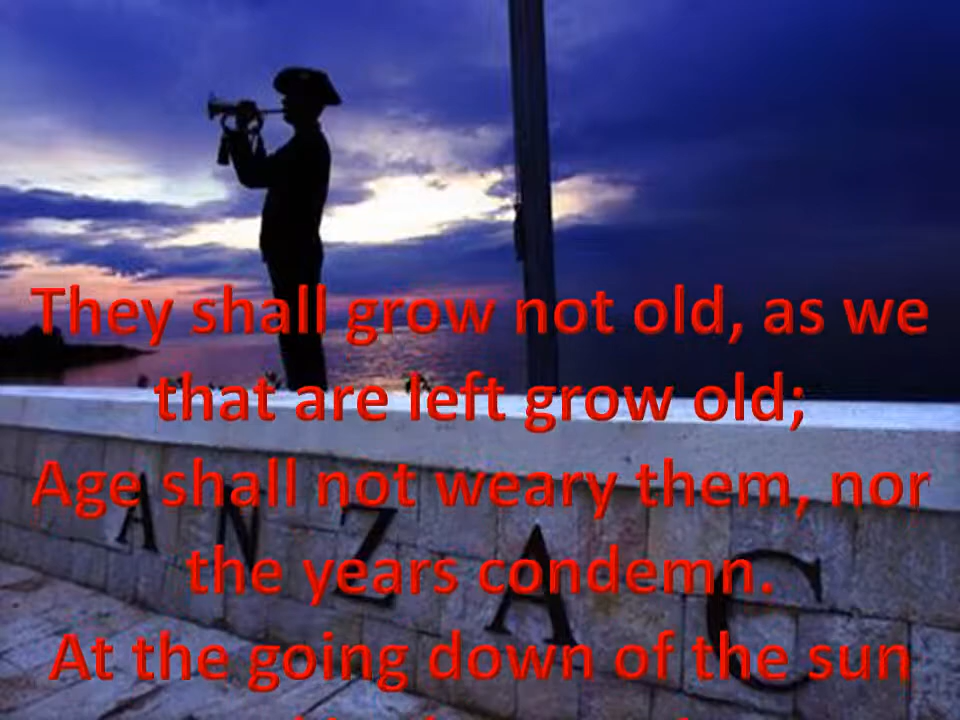 They shall grow not old, as we
that are left grow old;
Age shall not weary them, nor
the years condemn.
At the going down of the sun
ANZAC